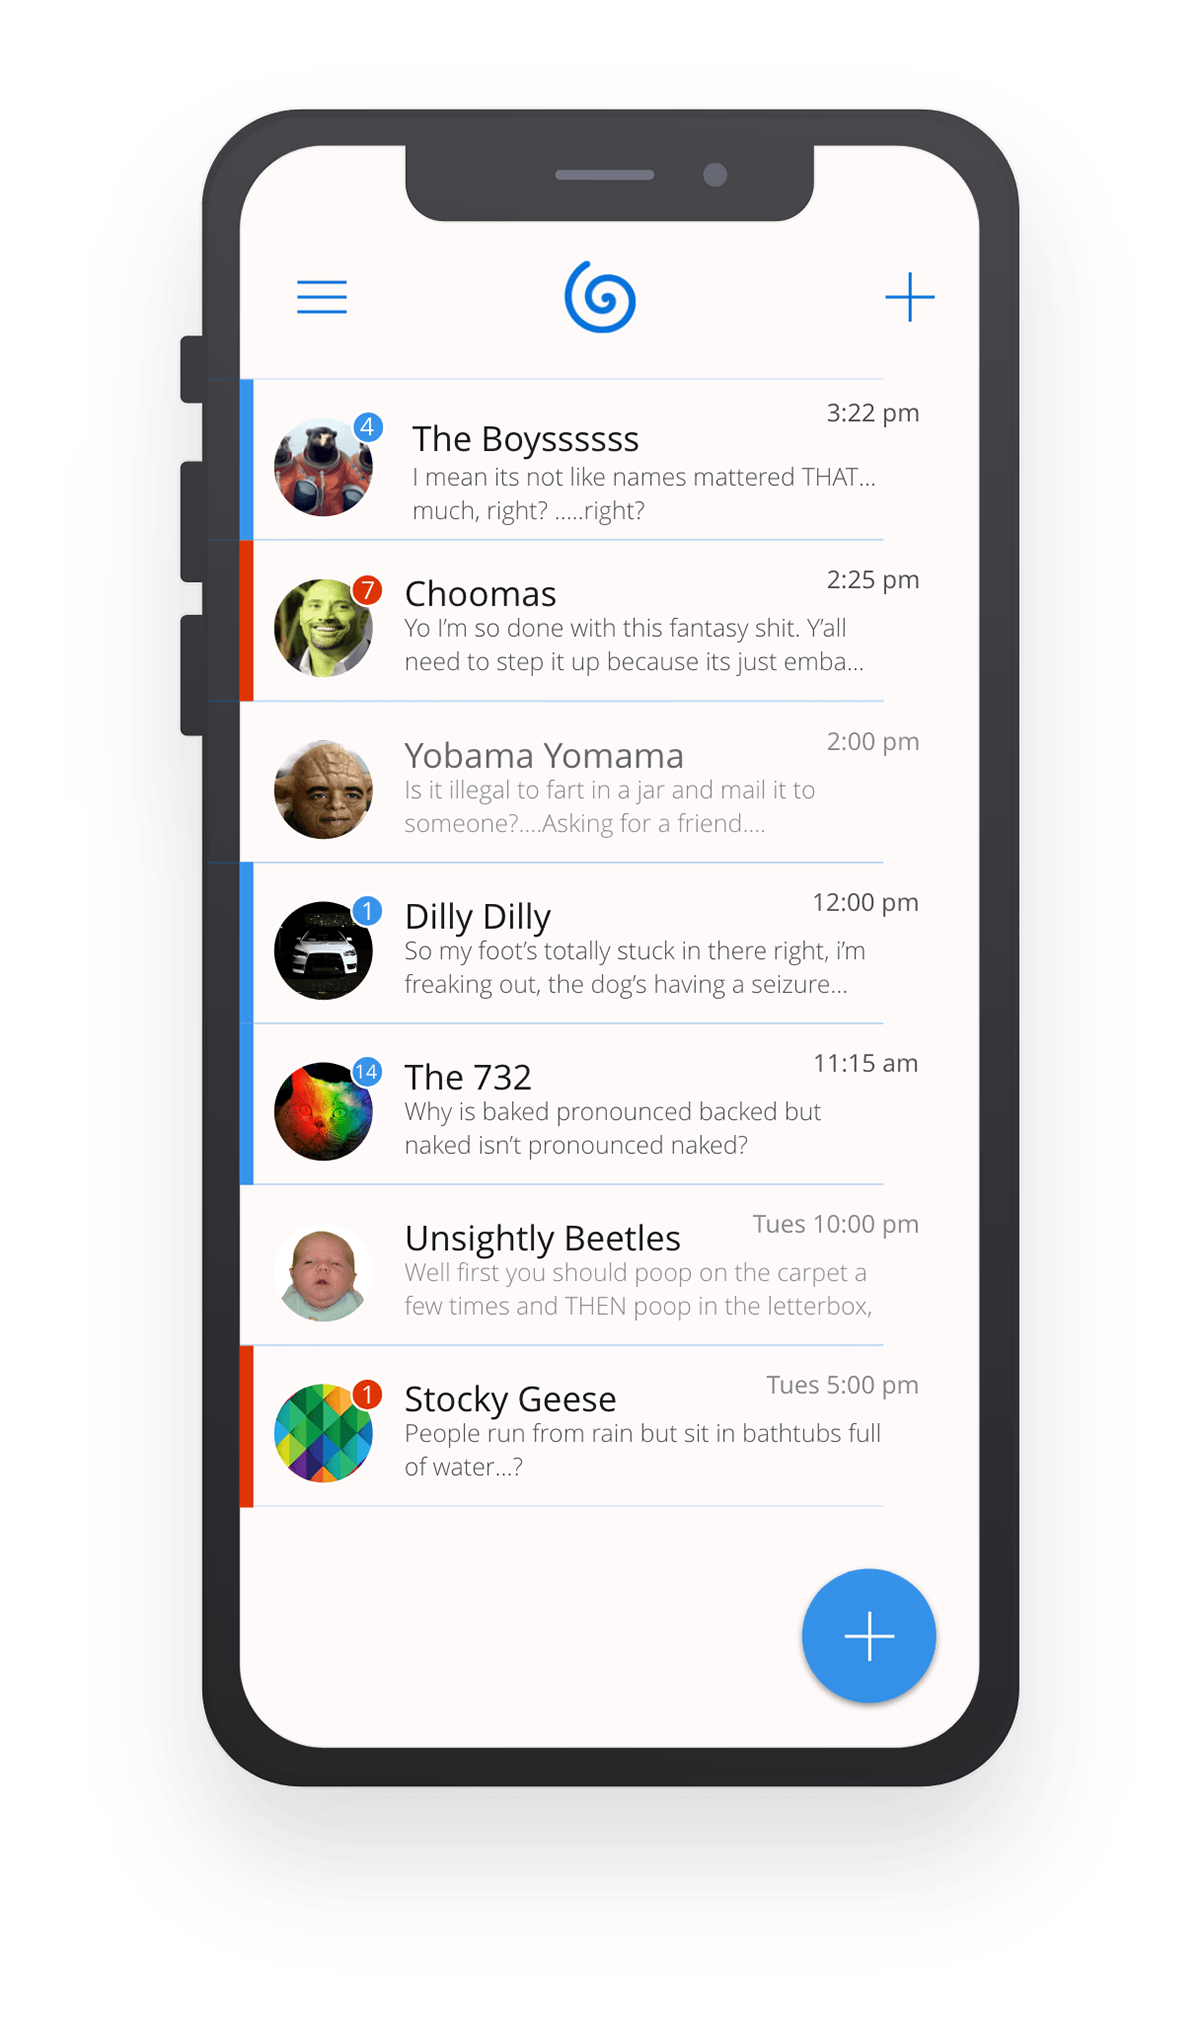 3:22 pm
4
The Boyssssss
I mean its not like names mattered THAT...
much, right? .....right?
2:25 pm
7
Choomas
Yo I’m so done with this fantasy shit. Y’all
need to step it up because its just emba...
2:00 pm
Yobama Yomama
Is it illegal to fart in a jar and mail it to
someone?....Asking for a friend....
12:00 pm
1
Dilly Dilly
So my foot’s totally stuck in there right, i’m
freaking out, the dog’s having a seizure...
11:15 am
14
The 732
Why is baked pronounced backed but
naked isn’t pronounced naked?
Tues 10:00 pm
Unsightly Beetles
Well first you should poop on the carpet a
few times and THEN poop in the letterbox,
Tues 5:00 pm
1
Stocky Geese
People run from rain but sit in bathtubs full
of water...?